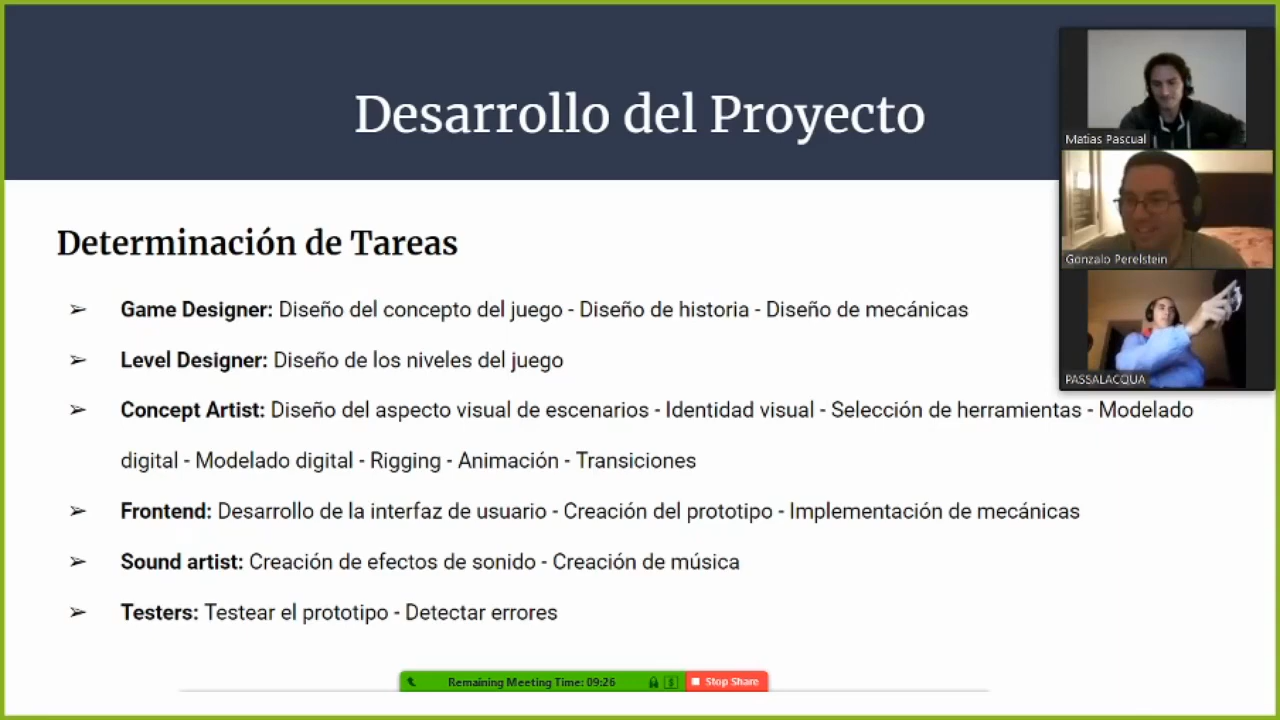 Desarrollo del Proyecto
Matias Pascual
Gonzalo Perelstein
PASSALACQUA
Determinación de Tareas
➢ Game Designer: Diseño del concepto del juego - Diseño de historia - Diseño de mecánicas
➢ Level Designer: Diseño de los niveles del juego
➢ Concept Artist: Diseño del aspecto visual de escenarios - Identidad visual - Selección de herramientas - Modelado
digital - Modelado digital - Rigging - Animación - Transiciones
➢ Frontend: Desarrollo de la interfaz de usuario - Creación del prototipo - Implementación de mecánicas
➢ Sound artist: Creación de efectos de sonido - Creación de música
➢ Testers: Testear el prototipo - Detectar errores
Remaining Meeting Time: 09:26
Stop Share